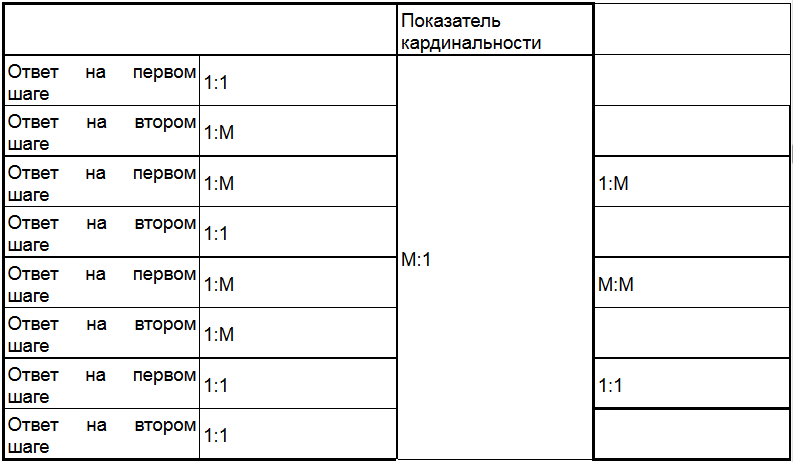 Показатель
кардинальности
Ответ на первом
шаге
1:1
Ответ на втором
шаге
1:М
Ответ на первом
шаге
1:М
1:М
Ответ на втором
шаге
1:1
М:1
Ответ на первом
шаге
1:М
М:М
Ответ на втором
шаге
1:М
Ответ на первом
шаге
1:1
1:1
Ответ на втором
шаге
1:1